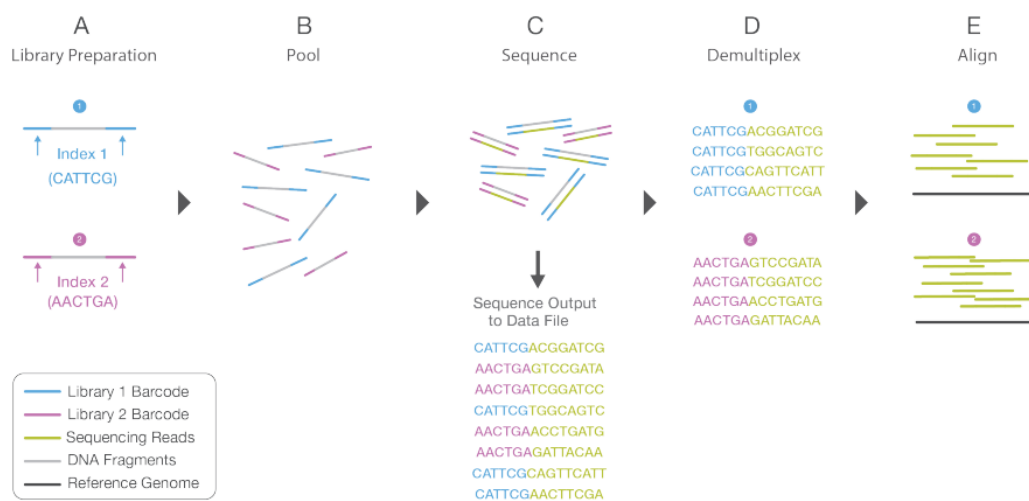 A
Library Preparation
1
Index 1
(CATTCG)
2
Index 2
(AACTGA)
B
Pool
C
Sequence
Sequence Output
to Data File
CATTCGACGGATCG
AACTGAGTCCGATA
AACTGATCGGATCC
CATTCGTGGCAGTC
AACTGAACCTGATG
AACTGAGATTACAA
CATTCGCAGTTCATT
CATTCGAACTTCGA
D
Demultiplex
1
CATTCGACGGATCG
CATTCGTGGCAGTC
CATTCGCAGTTCATT
CATTCGAACTTCGA
2
AACTGAGTCCGATA
AACTGATCGGATCC
AACTGAACCTGATG
AACTGAGATTACAA
E
Align
1
2
Library 1 Barcode
Library 2 Barcode
Sequencing Reads
DNA Fragments
Reference Genome